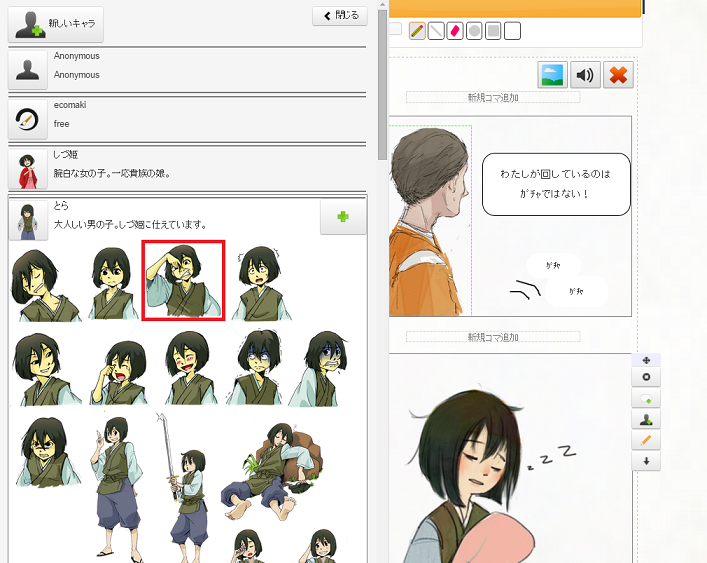 新しいキャラ
閉じる
Anonymous
Anonymous
ecomaki
free
しづ姫
腕白な女の子。一応貴族の娘。
とら
大人しい男の子。しづ姫に仕えています。
新規コマ追加
わたしが回しているのは
ｶﾞﾁｬではない！
ｶﾞﾁｬ
ｶﾞﾁｬ
新規コマ追加
zzz